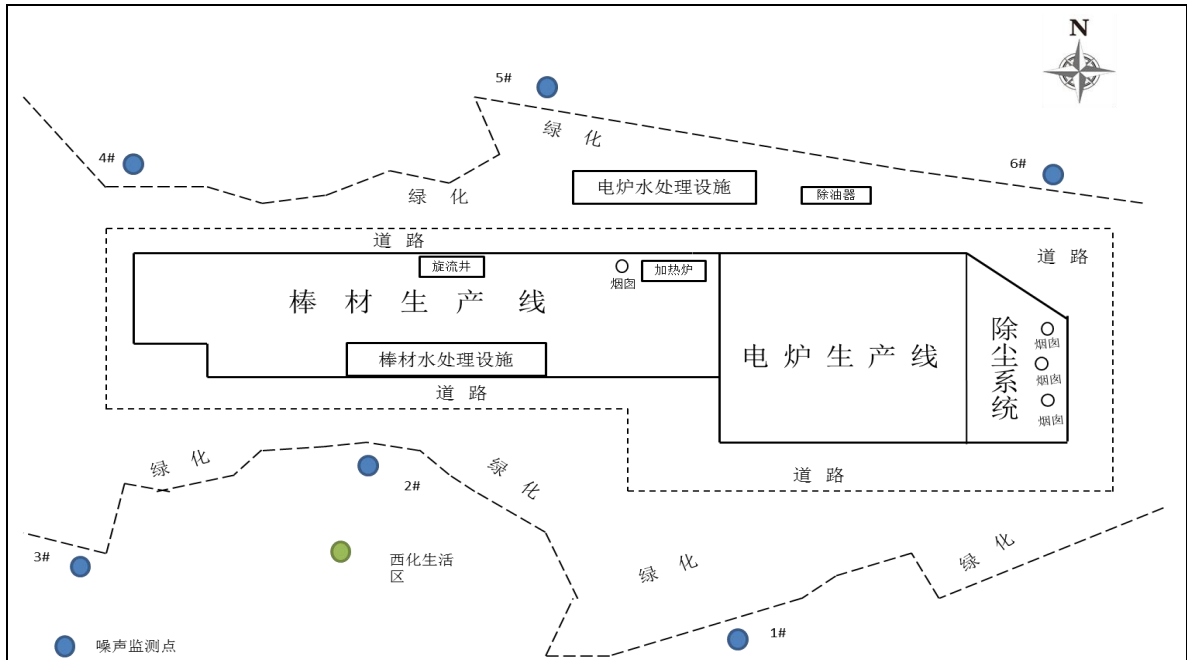 N
5#
绿 化
4#
6#
绿 化
电炉水处理设施
除油器
道 路
道 路
旋流井
加热炉
烟囱
棒 材 生 产 线
除尘系统
烟囱
棒材水处理设施
电 炉 生 产 线
烟囱
烟囱
道 路
道 路
绿 化
绿 化
2#
3#
西化生活
区
绿 化
绿 化
1#
噪声监测点